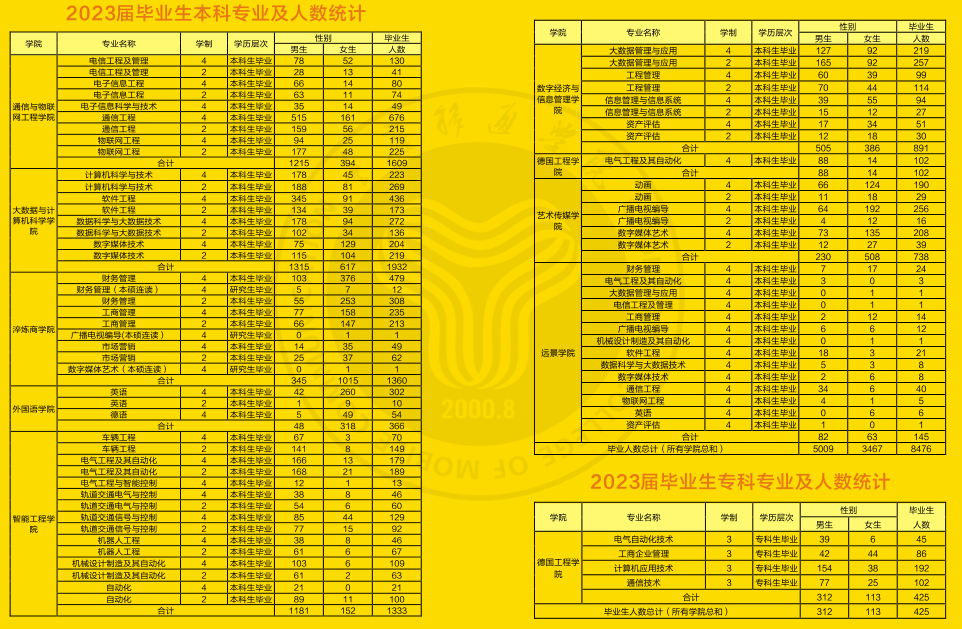 2023届毕业生本科专业及人数统计
学院 专业名称 学制 学历层次 性别 毕业生
男生 女生 人数
通信与物联网工程学院
电信工程及管理 4 本科生毕业 78 52 130
电信工程及管理 2 本科生毕业 28 13 41
电子信息工程 4 本科生毕业 66 14 80
电子信息工程 2 本科生毕业 63 11 74
电子信息科学与技术 4 本科生毕业 35 14 49
通信工程 4 本科生毕业 515 161 676
通信工程 2 本科生毕业 159 56 215
物联网工程 4 本科生毕业 94 25 119
物联网工程 2 本科生毕业 177 48 225
合计 1215 394 1609
大数据与计算机科学学院
计算机科学与技术 4 本科生毕业 178 45 223
计算机科学与技术 2 本科生毕业 188 81 269
软件工程 4 本科生毕业 345 91 436
软件工程 2 本科生毕业 134 39 173
数据科学与大数据技术 4 本科生毕业 178 94 272
数据科学与大数据技术 2 本科生毕业 102 34 136
数字媒体技术 4 本科生毕业 75 129 204
数字媒体技术 2 本科生毕业 115 104 219
合计 1315 617 1932
淬炼商学院
财务管理 4 本科生毕业 103 376 479
财务管理（本硕连读） 4 研究生毕业 5 7 12
财务管理 2 本科生毕业 55 253 308
工商管理 4 本科生毕业 77 158 235
工商管理 2 本科生毕业 66 147 213
广播电视编导(本硕连读） 4 研究生毕业 0 1 1
市场营销 4 本科生毕业 14 35 49
市场营销 2 本科生毕业 25 37 62
数字媒体艺术（本硕连读） 4 研究生毕业 0 1 1
合计 345 1015 1360
外国语学院
英语 4 本科生毕业 42 260 302
英语 2 本科生毕业 1 9 10
德语 4 本科生毕业 5 49 54
合计 48 318 366
智能工程学院
车辆工程 4 本科生毕业 67 3 70
车辆工程 2 本科生毕业 141 8 149
电气工程及其自动化 4 本科生毕业 166 13 179
电气工程及其自动化 2 本科生毕业 168 21 189
电气工程与智能控制 4 本科生毕业 12 1 13
轨道交通电气与控制 4 本科生毕业 38 8 46
轨道交通电气与控制 2 本科生毕业 54 6 60
轨道交通信号与控制 4 本科生毕业 85 44 129
轨道交通信号与控制 2 本科生毕业 77 15 92
机器人工程 4 本科生毕业 38 8 46
机器人工程 2 本科生毕业 61 6 67
机械设计制造及其自动化 4 本科生毕业 103 6 109
机械设计制造及其自动化 2 本科生毕业 61 2 63
自动化 4 本科生毕业 21 0 21
自动化 2 本科生毕业 89 11 100
合计 1181 152 1333
学院 专业名称 学制 学历层次 性别 毕业生
男生 女生 人数
数字经济与信息管理学院
大数据管理与应用 4 本科生毕业 127 92 219
大数据管理与应用 2 本科生毕业 165 92 257
工程管理 4 本科生毕业 60 39 99
工程管理 2 本科生毕业 70 44 114
信息管理与信息系统 4 本科生毕业 39 55 94
信息管理与信息系统 2 本科生毕业 15 12 27
资产评估 4 本科生毕业 17 34 51
资产评估 2 本科生毕业 12 18 30
合计 505 386 891
德国工程学院
电气工程及其自动化 4 本科生毕业 88 14 102
合计 88 14 102
艺术传媒学院
动画 4 本科生毕业 66 124 190
动画 2 本科生毕业 11 18 29
广播电视编导 4 本科生毕业 64 192 256
广播电视编导 2 本科生毕业 4 12 16
数字媒体艺术 4 本科生毕业 73 135 208
数字媒体艺术 2 本科生毕业 12 27 39
合计 230 508 738
远景学院
财务管理 4 本科生毕业 7 17 24
电气工程及其自动化 4 本科生毕业 3 0 3
大数据管理与应用 4 本科生毕业 0 1 1
电信工程及管理 4 本科生毕业 0 1 1
工商管理 4 本科生毕业 2 12 14
广播电视编导 4 本科生毕业 6 6 12
机械设计制造及其自动化 4 本科生毕业 0 1 1
软件工程 4 本科生毕业 18 3 21
数据科学与大数据技术 4 本科生毕业 5 3 8
数字媒体技术 4 本科生毕业 2 6 8
通信工程 4 本科生毕业 34 6 40
物联网工程 4 本科生毕业 4 1 5
英语 4 本科生毕业 0 6 6
资产评估 4 本科生毕业 1 0 1
合计 82 63 145
毕业人数总计（所有学院总和） 5009 3467 8476
2023届毕业生专科专业及人数统计
学院 专业名称 学制 学历层次 性别 毕业生
男生 女生 人数
德国工程学院
电气自动化技术 3 专科生毕业 39 6 45
工商企业管理 3 专科生毕业 42 44 86
计算机应用技术 3 专科生毕业 154 38 192
通信技术 3 专科生毕业 77 25 102
合计 312 113 425
毕业生人数总计（所有学院总和） 312 113 425
2000.8